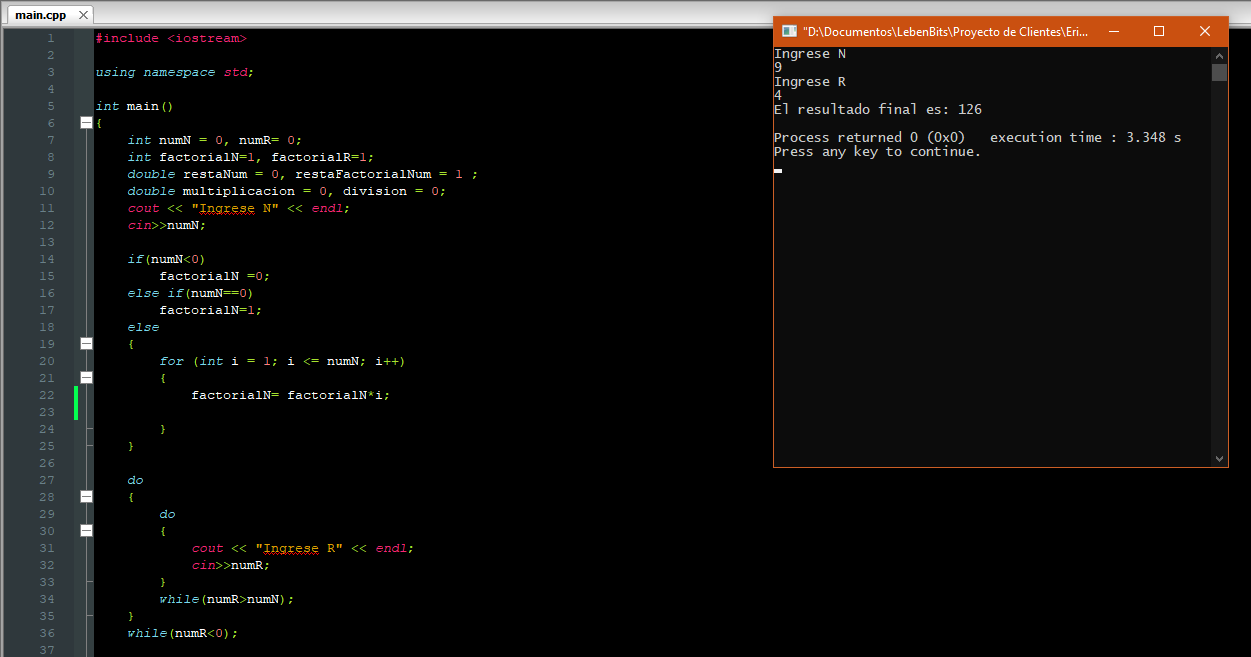 main.cpp
1 #include <iostream>
2
3 using namespace std;
4
5 int main()
6 {
7 int numN = 0, numR= 0;
8 int factorialN=1, factorialR=1;
9 double restaNum = 0, restaFactorialNum = 1 ;
10 double multiplicacion = 0, division = 0;
11 cout << "Ingrese N" << endl;
12 cin>>numN;
13
14 if(numN<0)
15 factorialN =0;
16 else if(numN==0)
17 factorialN=1;
18 else
19 {
20 for (int i = 1; i <= numN; i++)
21 {
22 factorialN= factorialN*i;
23
24 }
25 }
26
27 do
28 {
29 do
30 {
31 cout << "Ingrese R" << endl;
32 cin>>numR;
33 }
34 while(numR>numN);
35 }
36 while(numR<0);
37
"D:\Documentos\LebenBits\Proyecto de Clientes\Eri...
Ingrese N
9
Ingrese R
4
El resultado final es: 126
Process returned 0 (0x0) execution time : 3.348 s
Press any key to continue.